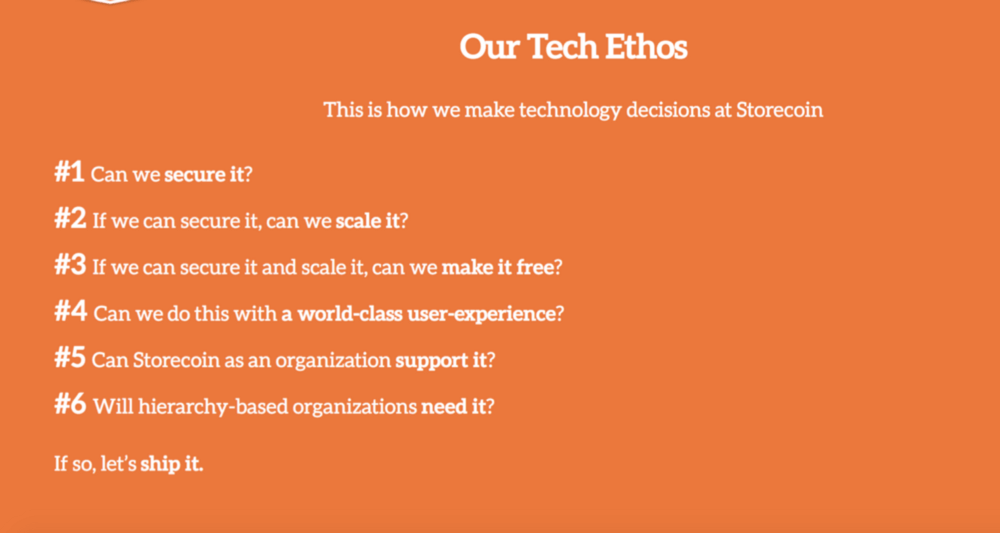 Our Tech Ethos
This is how we make technology decisions at Storecoin
#1 Can we secure it?
#2 If we can secure it, can we scale it?
#3 If we can secure it and scale it, can we make it free?
#4 Can we do this with a world-class user-experience?
#5 Can Storecoin as an organization support it?
#6 Will hierarchy-based organizations need it?
If so, let’s ship it.